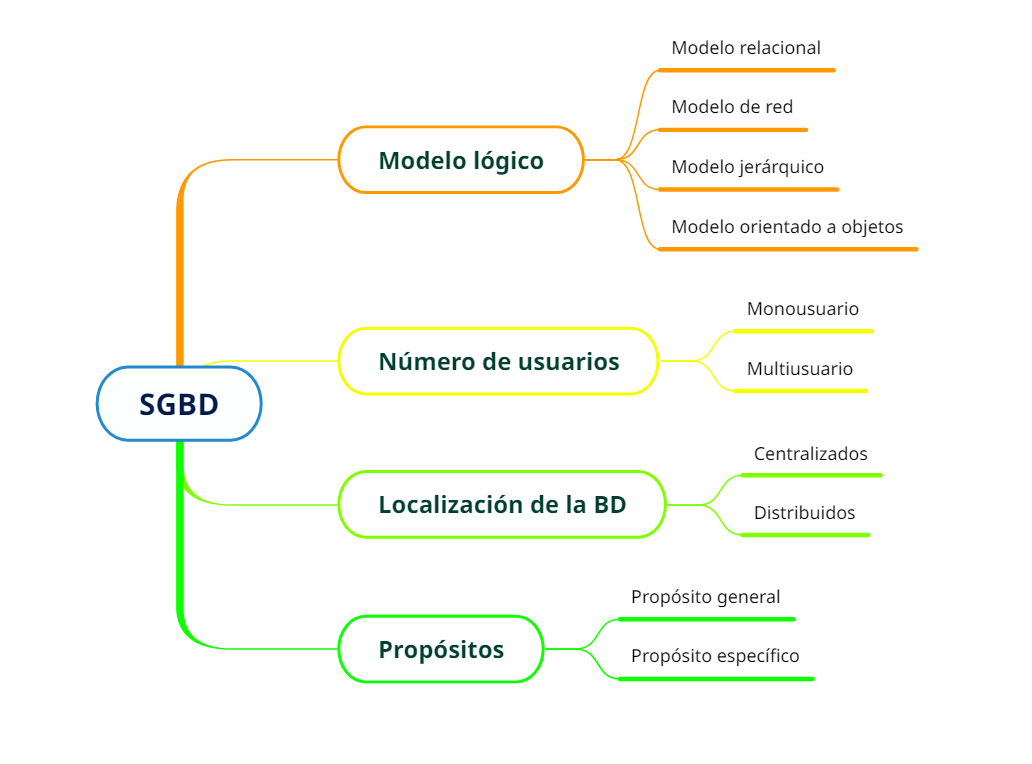 SGBD
Modelo lógico
Modelo relacional
Modelo de red
Modelo jerárquico
Modelo orientado a objetos
Número de usuarios
Monousuario
Multiusuario
Localización de la BD
Centralizados
Distribuidos
Propósitos
Propósito general
Propósito específico